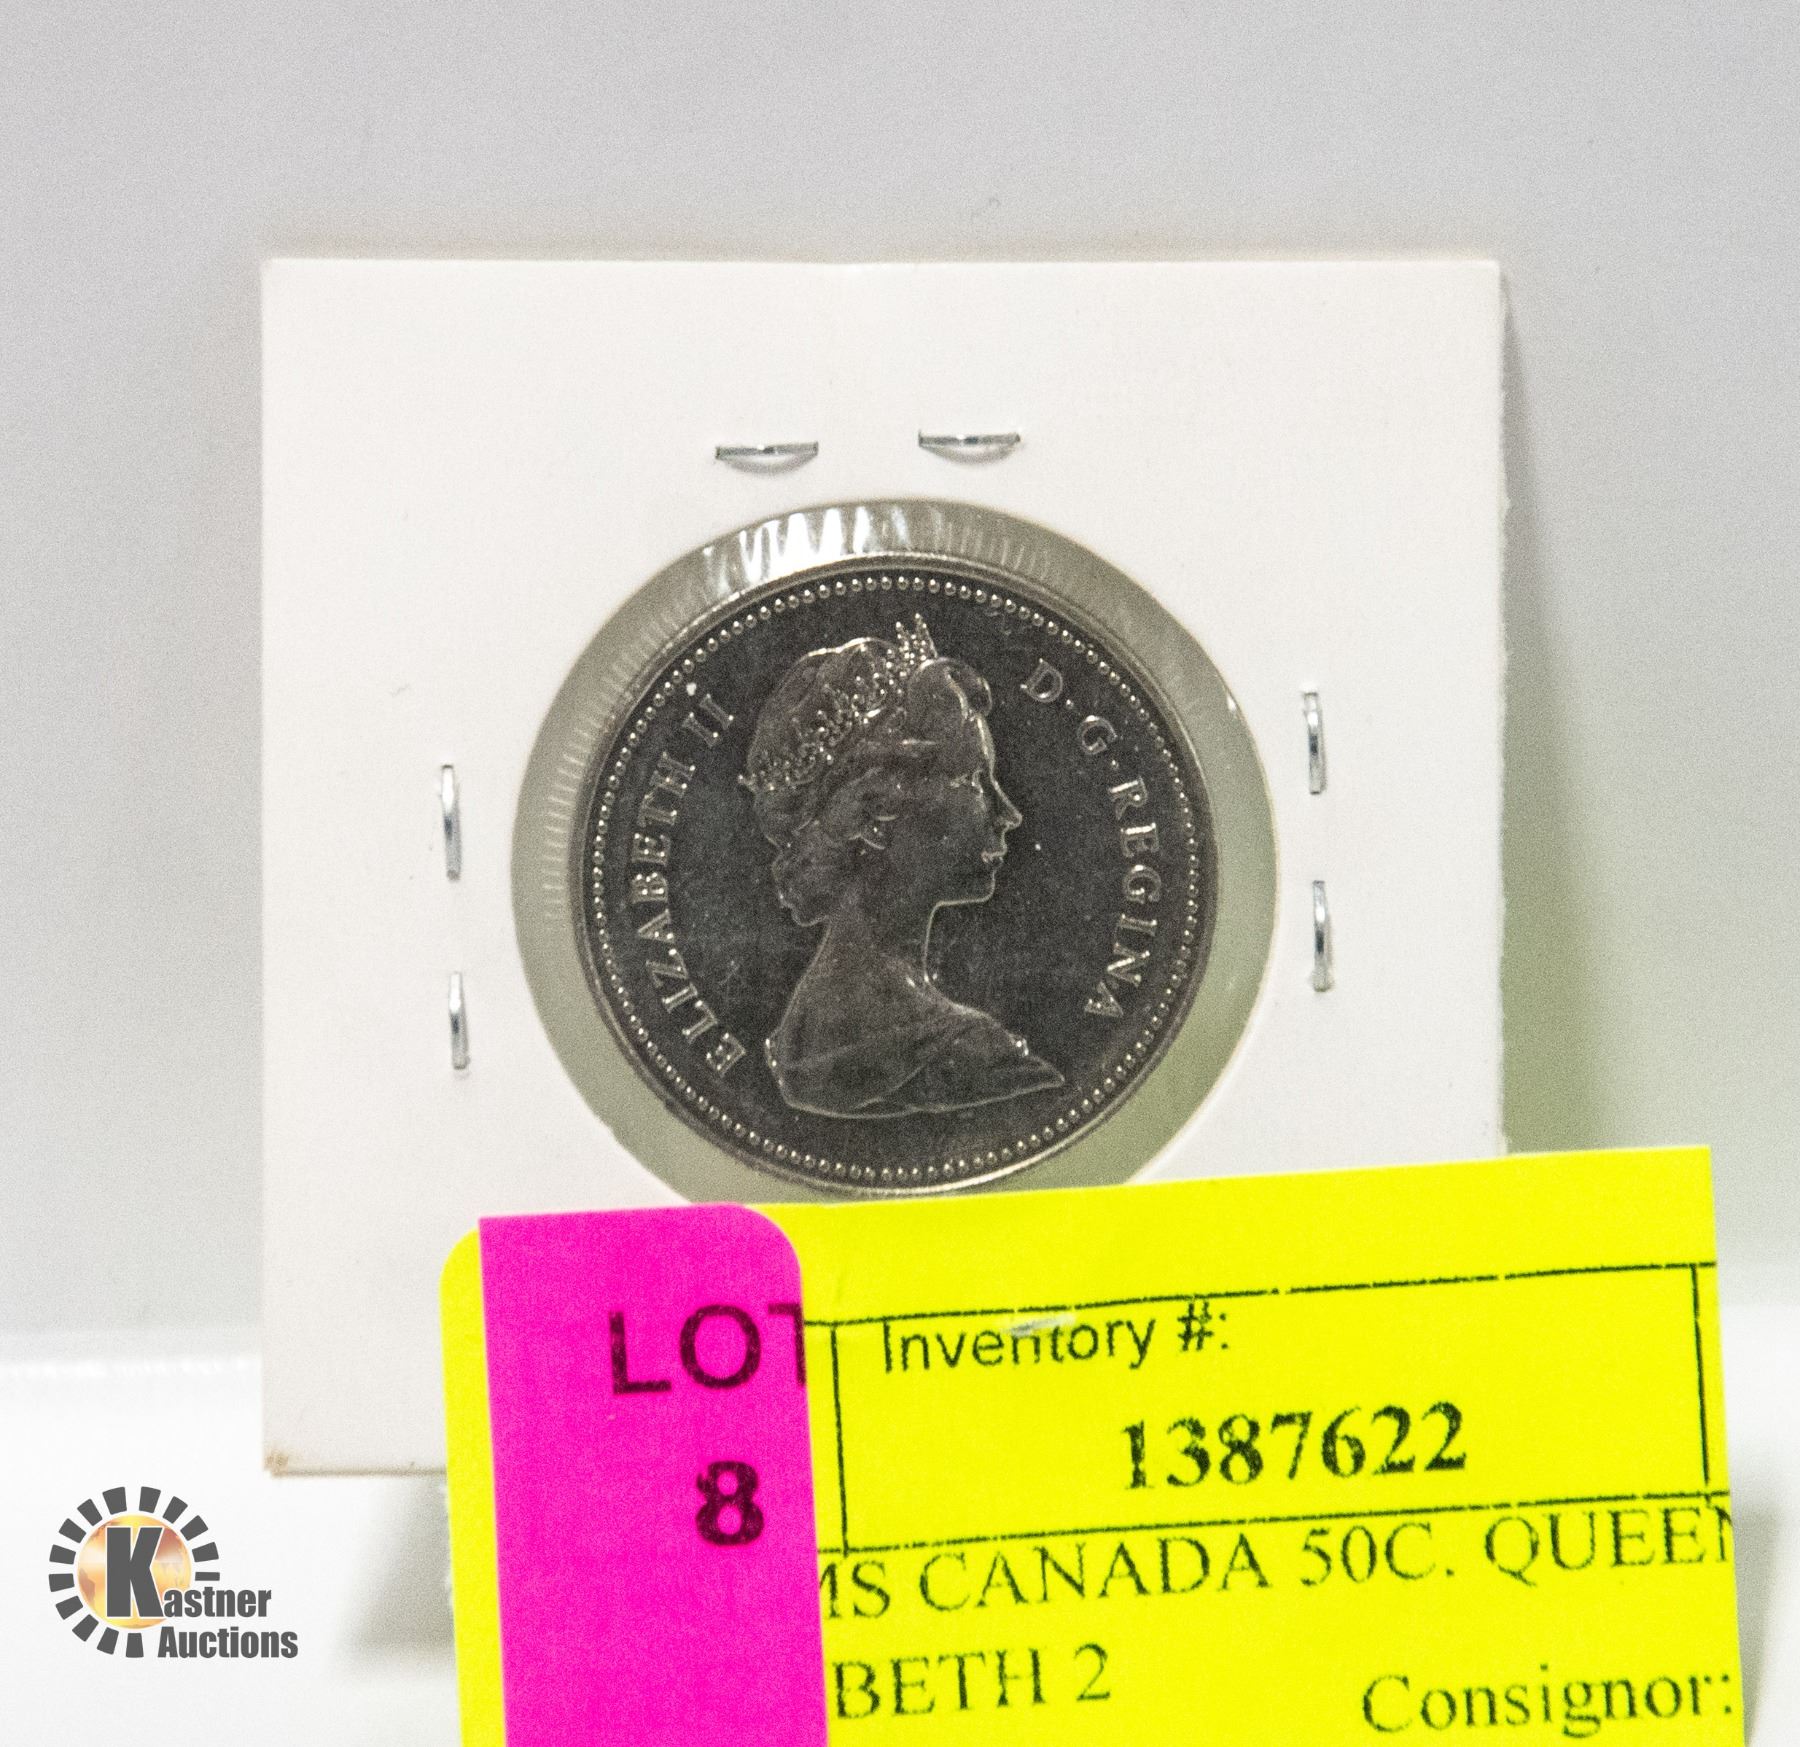 ELIZABETH II D·G·REGINA
LOT
8
Inventory #:
1387622
MS CANADA 50C. QUEEN
BETH 2
Consignor:
Kastner
Auctions